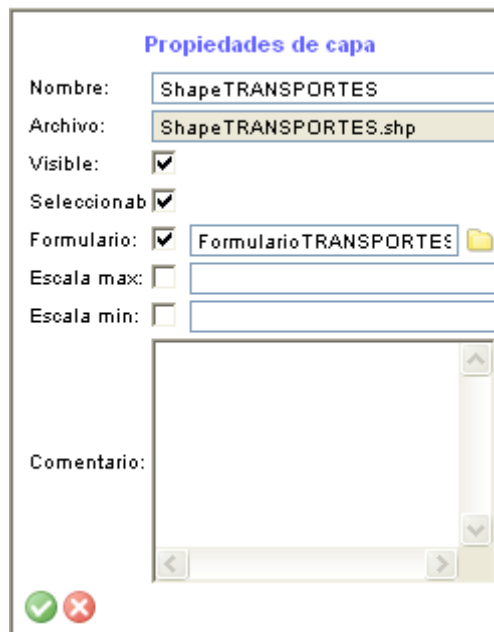 Propiedades de capa
Nombre: ShapeTRANSPORTES
Archivo: ShapeTRANSPORTES.shp
Visible:
Seleccionab
Formulario: FormularioTRANSPORTES
Escala max:
Escala min:
Comentario: